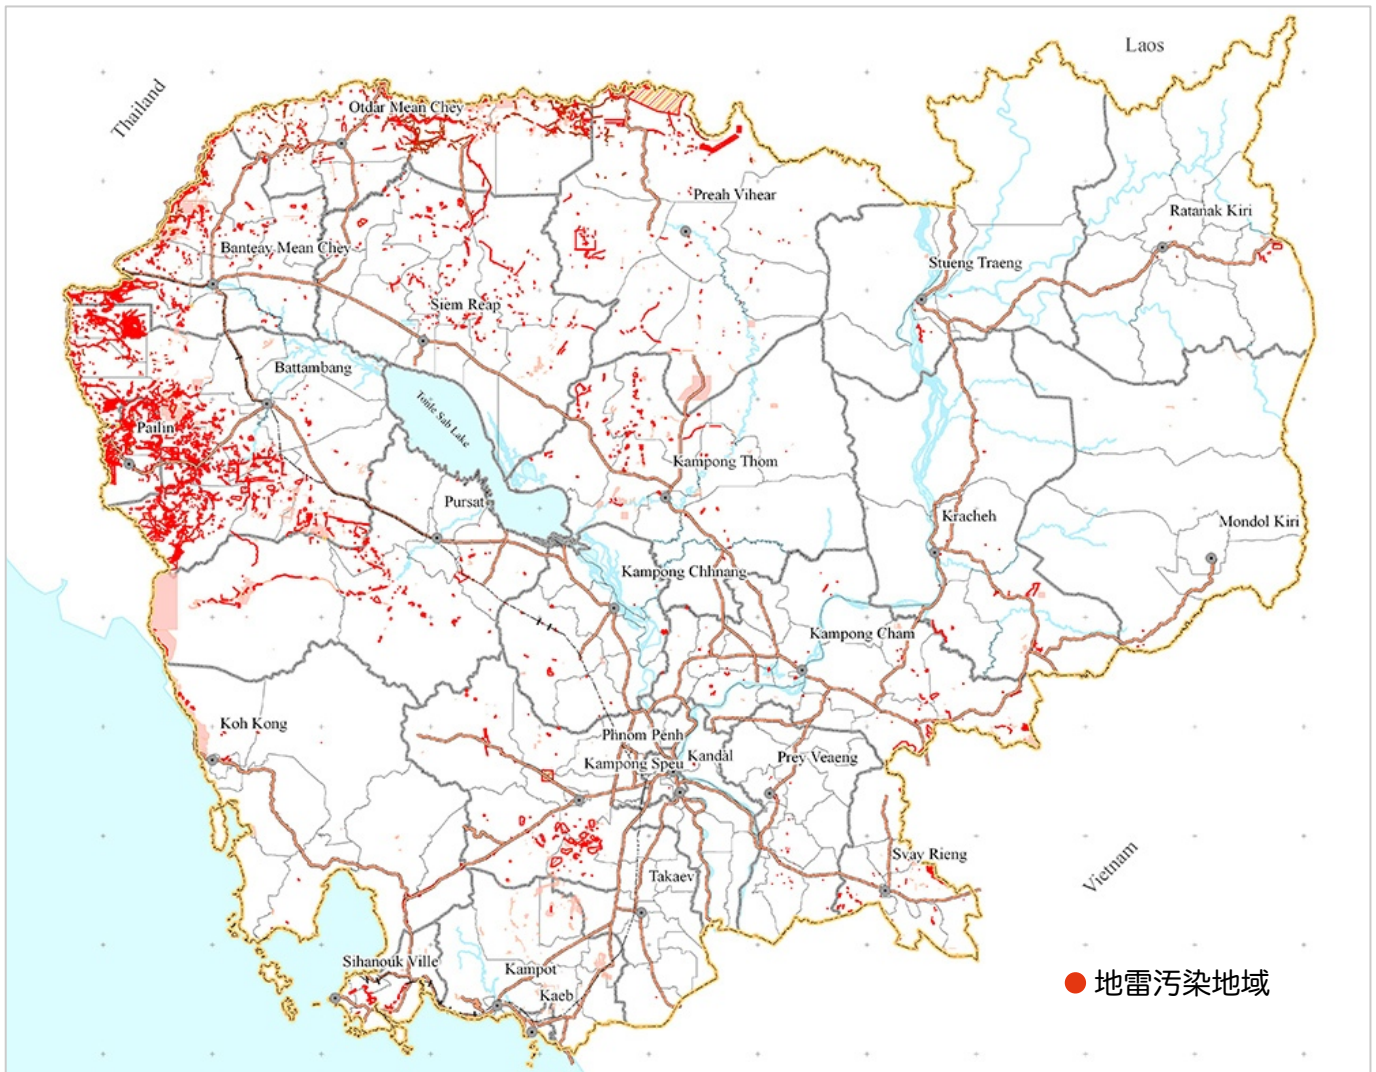 Laos
Thailand
Otdar Mean Chey
Preah Vihear
Ratanak Kiri
Banteay Mean Chey
Stueng Traeng
Siem Reap
Battambang
Tonle Sab Lake
Pailin
Kampong Thom
Pursat
Kracheh
Mondol Kiri
Kampong Chhnang
Kampong Cham
Koh Kong
Phnom Penh
Kandal
Kampong Speu
Prey Veaeng
Svay Rieng
Vietnam
Takaev
Sihanouk Ville
Kampot
地雷汚染地域
Kaeb